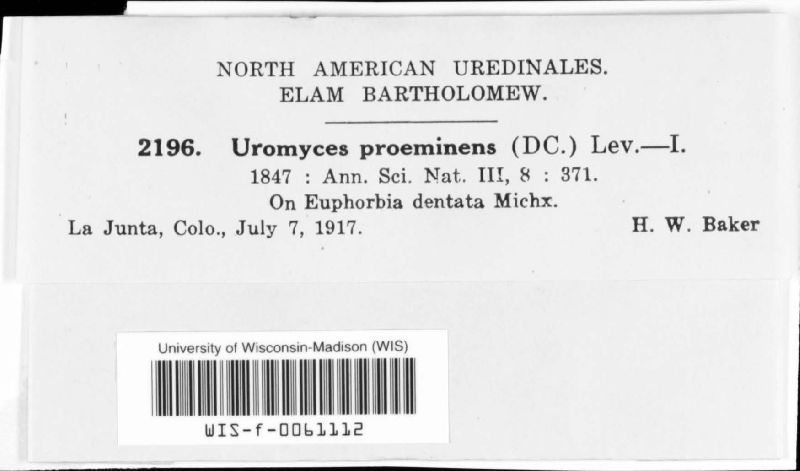 NORTH AMERICAN UREDINALES.
ELAM BARTHOLOMEW.
2196. Uromyces proeminens (DC.) Lev.—I.
1847 : Ann. Sci. Nat. III, 8 : 371.
On Euphorbia dentata Michx.
La Junta, Colo., July 7, 1917. H. W. Baker
University of Wisconsin-Madison (WIS)
WIS-f-0061112